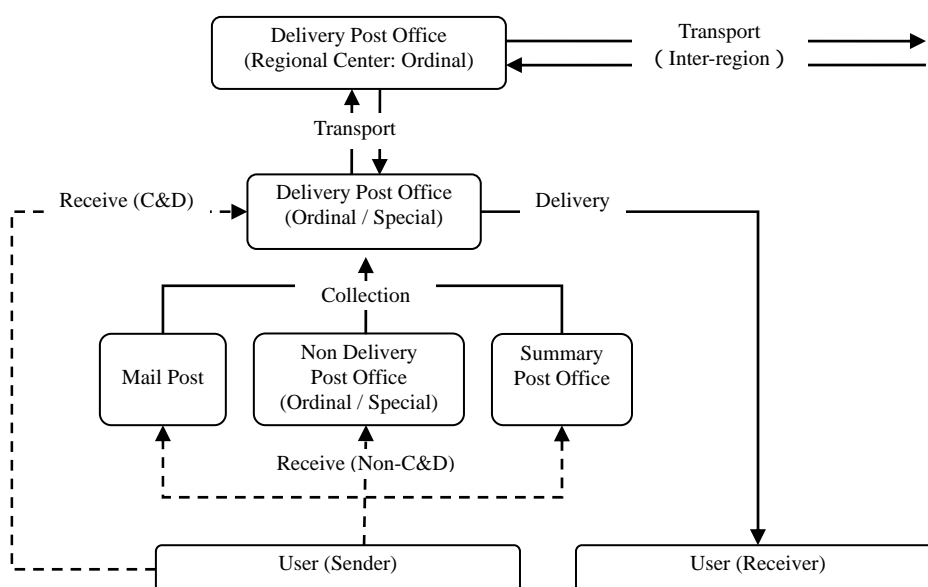 Delivery Post Office
(Regional Center: Ordinal)
Transport
( Inter-region )
Transport
Receive (C&D)
Delivery Post Office
(Ordinal / Special)
Delivery
Collection
Mail Post
Non Delivery
Post Office
(Ordinal / Special)
Summary
Post Office
Receive (Non-C&D)
User (Sender)
User (Receiver)